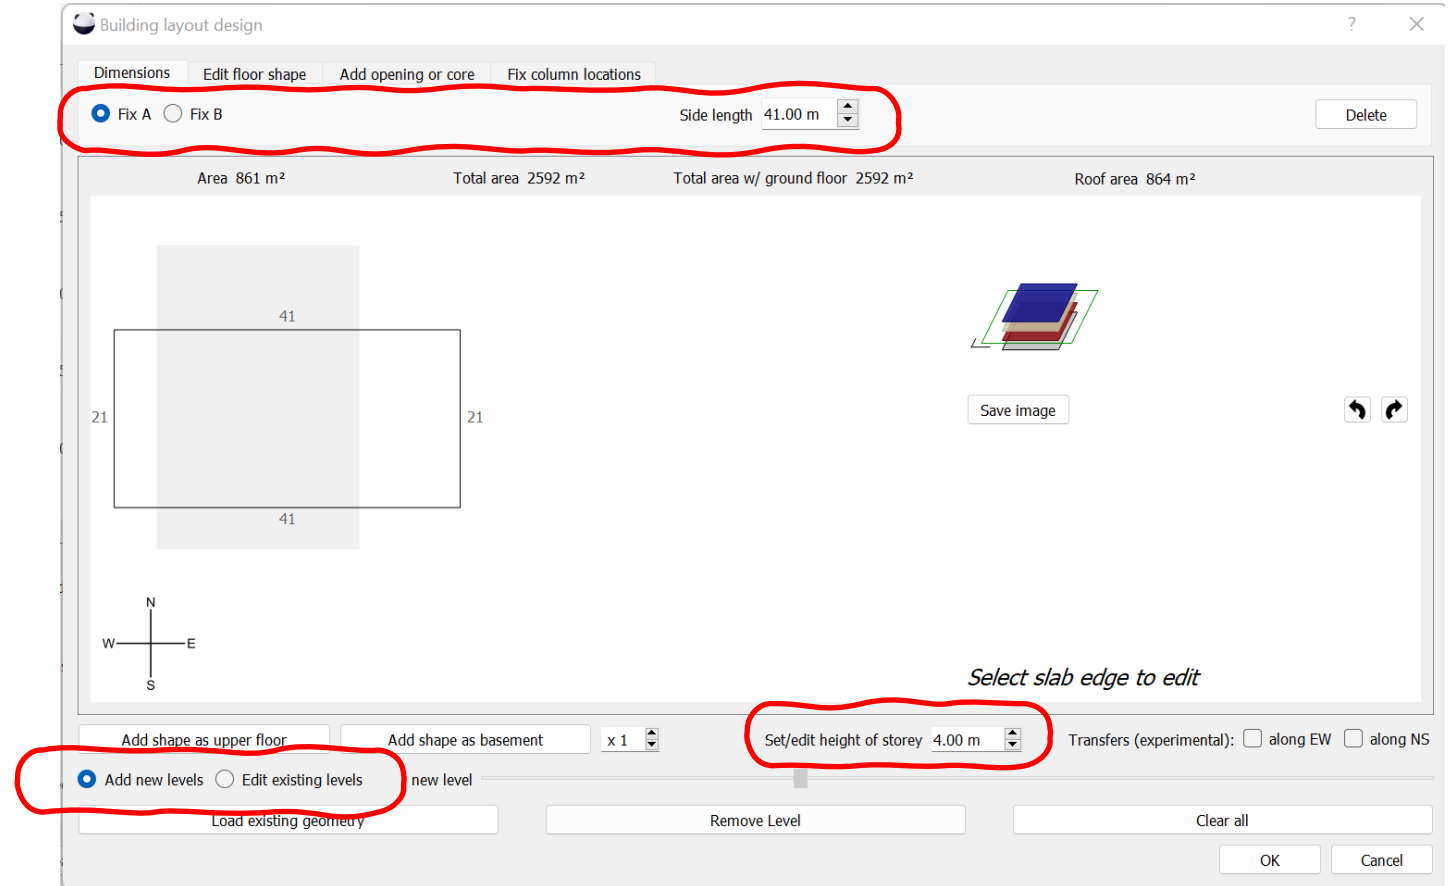 Building layout design ?
Dimensions Edit floor shape Add opening or core Fix column locations
Fix A Fix B Side length 41.00 m Delete
Area 861 m² Total area 2592 m² Total area w/ ground floor 2592 m² Roof area 864 m²
41
21 21
41
Save image
N
W E
S
Select slab edge to edit
Add shape as upper floor Add shape as basement x 1 Set/edit height of storey 4.00 m Transfers (experimental): along EW along NS
Add new levels Edit existing levels new level
Load existing geometry Remove Level Clear all
OK Cancel